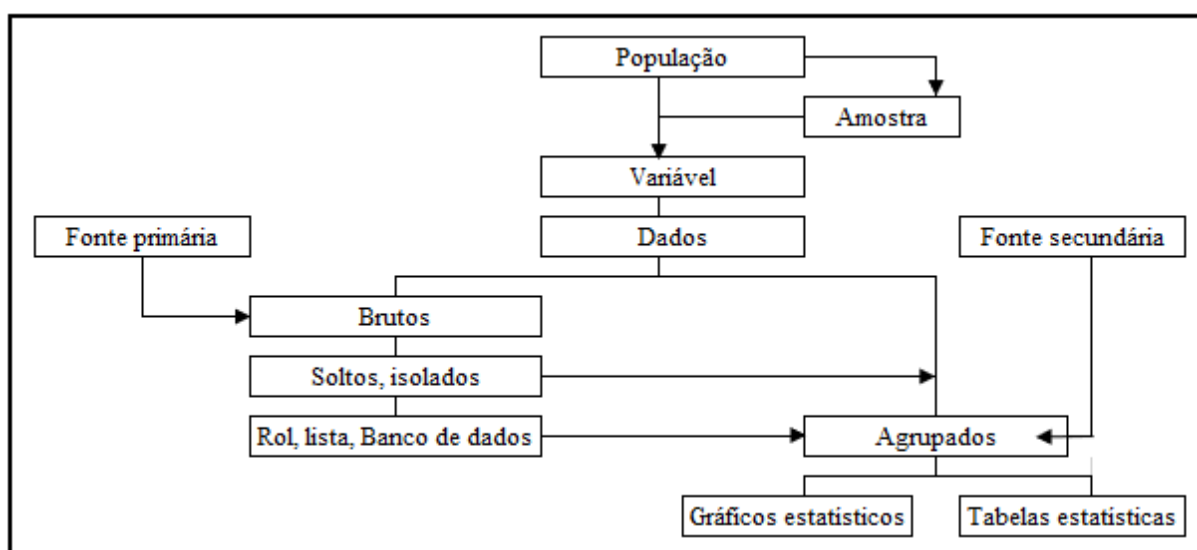 População
Amostra
Variável
Fonte primária
Dados
Fonte secundária
Brutos
Soltos, isolados
Rol, lista, Banco de dados
Agrupados
Gráficos estatísticos
Tabelas estatísticas